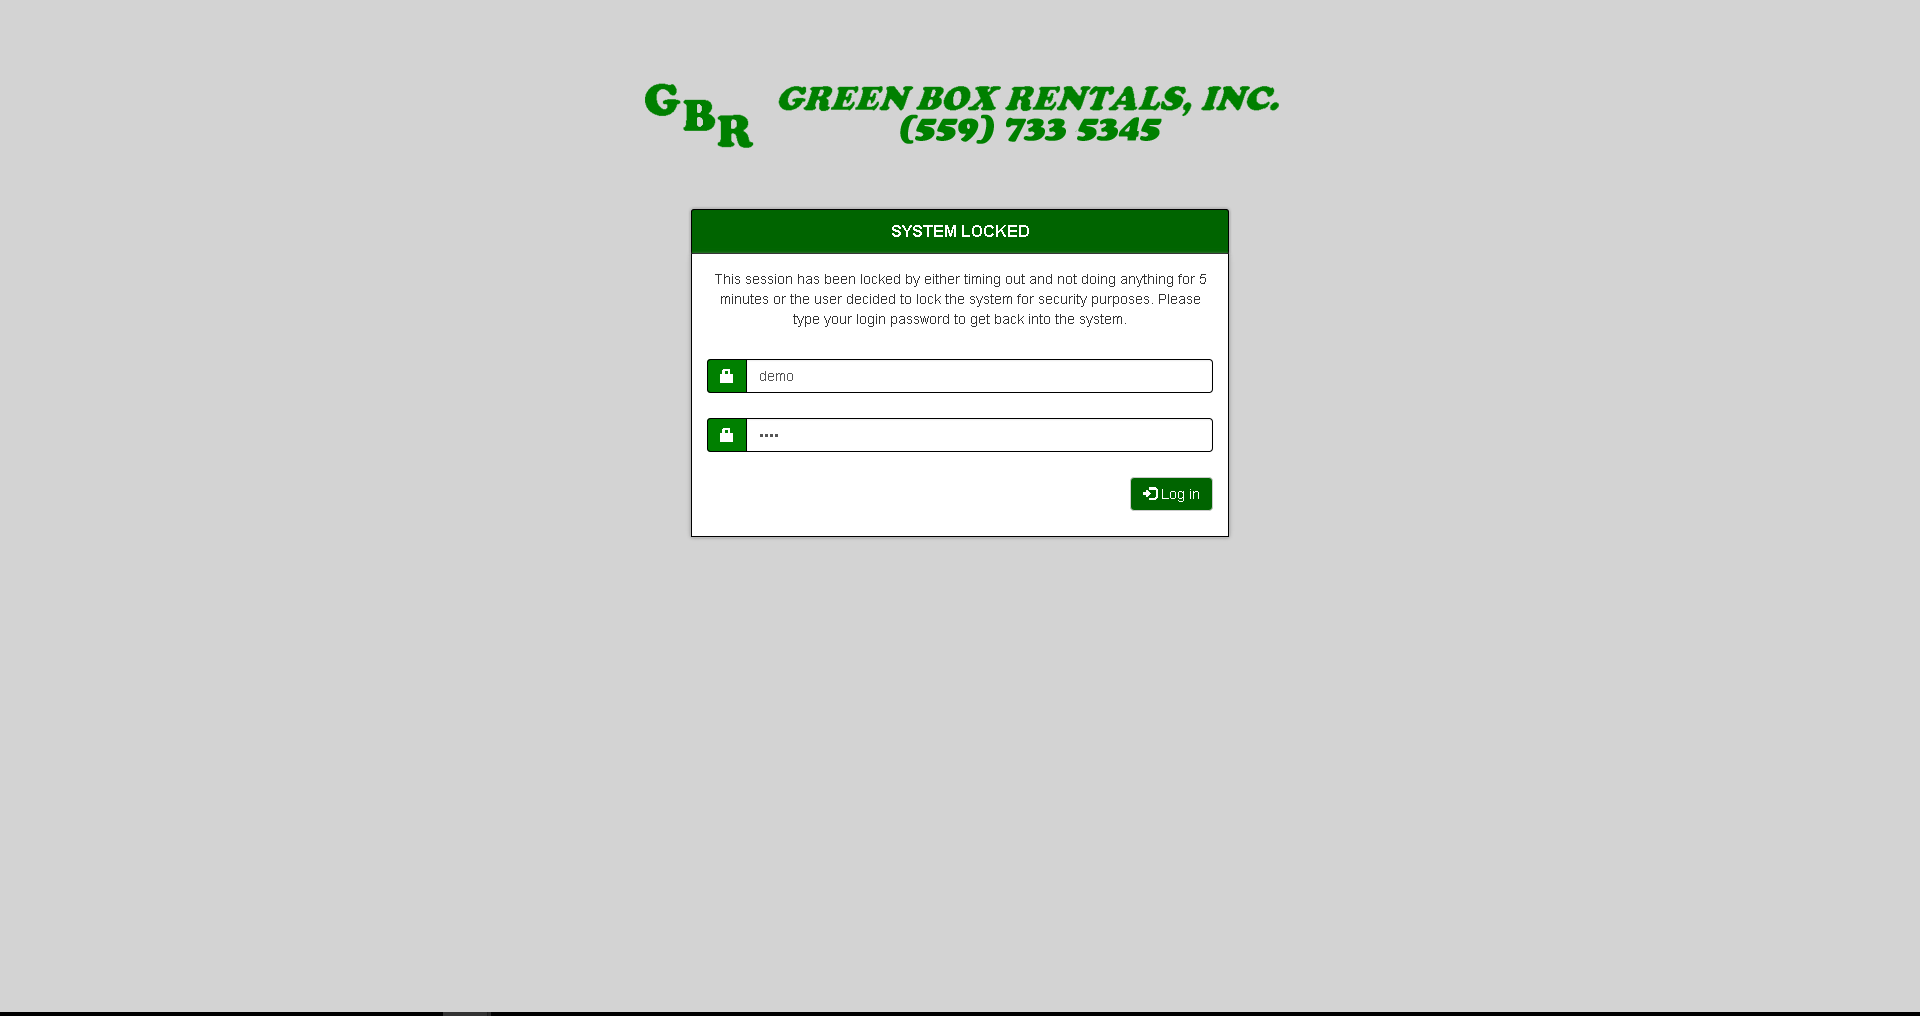 GBR
GREEN BOX RENTALS, INC.
(559) 733 5345
SYSTEM LOCKED
This session has been locked by either timing out and not doing anything for 5
minutes or the user decided to lock the system for security purposes. Please
type your login password to get back into the system.
demo
••••
Log in